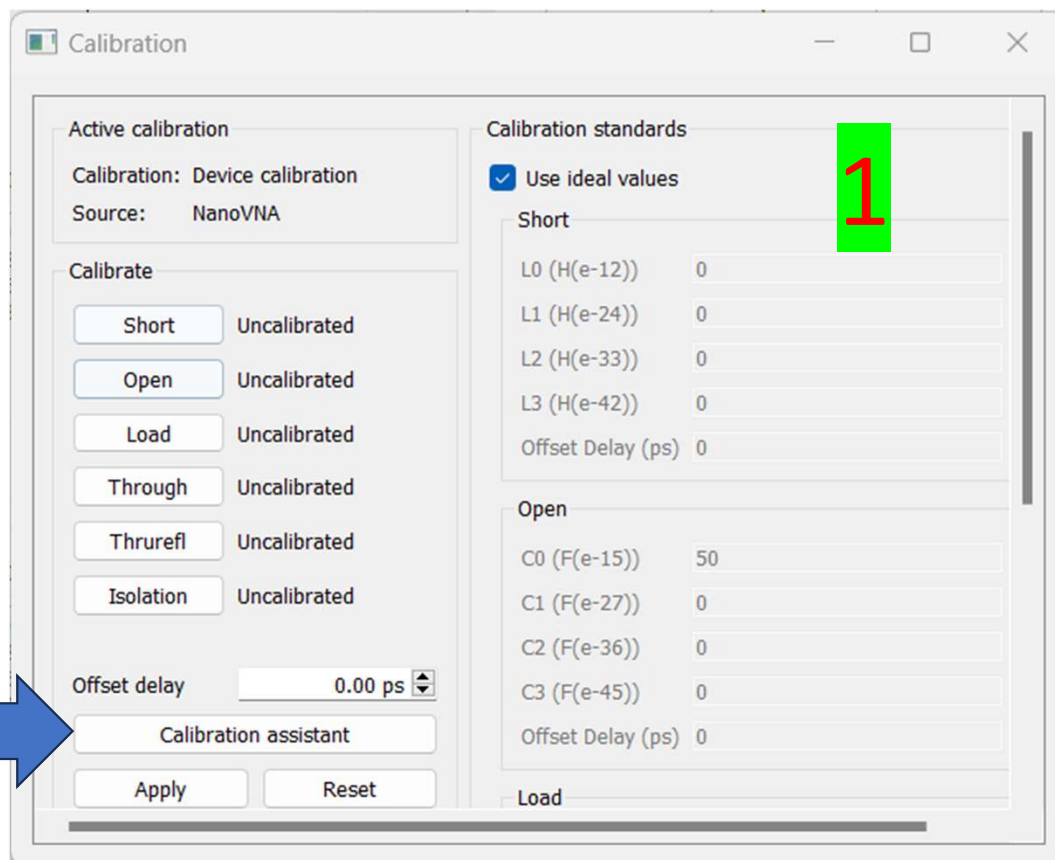 Calibration
Active calibration
Calibration: Device calibration
Source: NanoVNA
Calibrate
Short Uncalibrated
Open Uncalibrated
Load Uncalibrated
Through Uncalibrated
Thrurefl Uncalibrated
Isolation Uncalibrated
Offset delay 0.00 ps
Calibration assistant
Apply Reset
Calibration standards
1
Use ideal values
Short
L0 (H(e-12)) 0
L1 (H(e-24)) 0
L2 (H(e-33)) 0
L3 (H(e-42)) 0
Offset Delay (ps) 0
Open
C0 (F(e-15)) 50
C1 (F(e-27)) 0
C2 (F(e-36)) 0
C3 (F(e-45)) 0
Offset Delay (ps) 0
Load